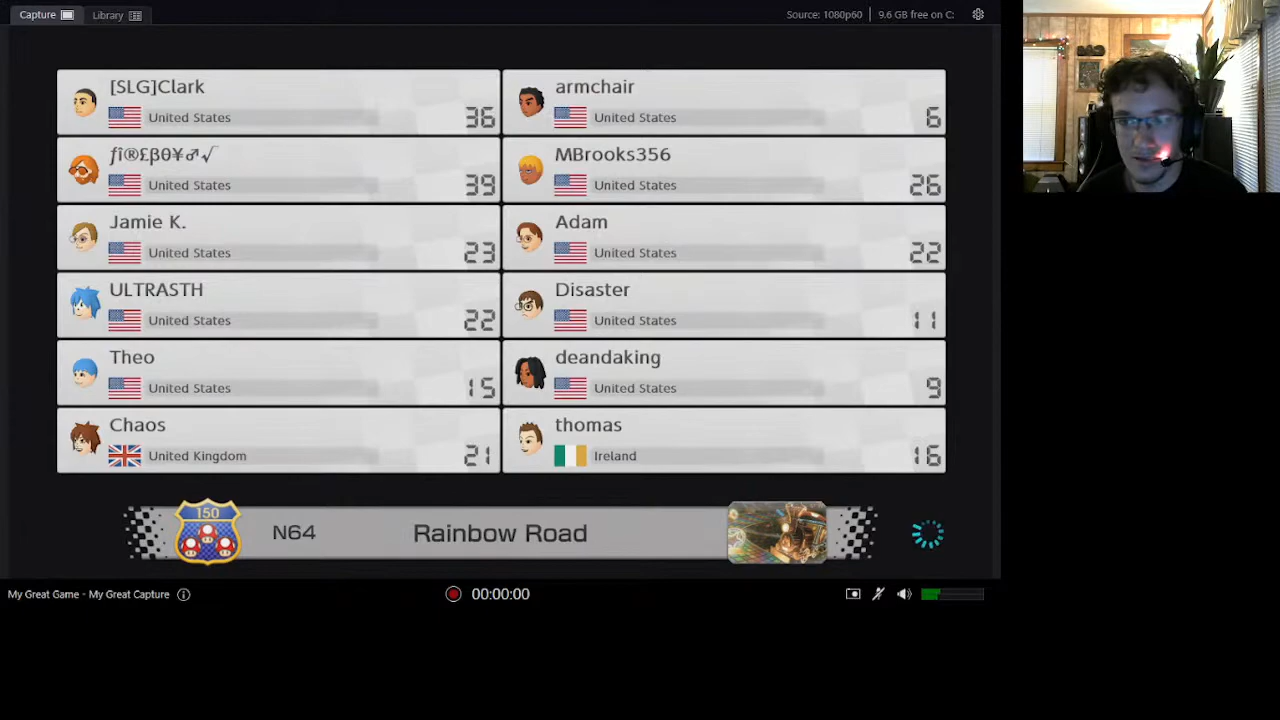 Capture Library Source: 1080p60 9.6 GB free on C:
[SLG]Clark
United States 36
armchair
United States 6
ƒî®£βθ¥♂√
United States 39
MBrooks356
United States 26
Jamie K.
United States 23
Adam
United States 22
ULTRASTH
United States 22
Disaster
United States 11
Theo
United States 15
deandaking
United States 9
Chaos
United Kingdom 21
thomas
Ireland 16
150
N64 Rainbow Road
My Great Game - My Great Capture 00:00:00